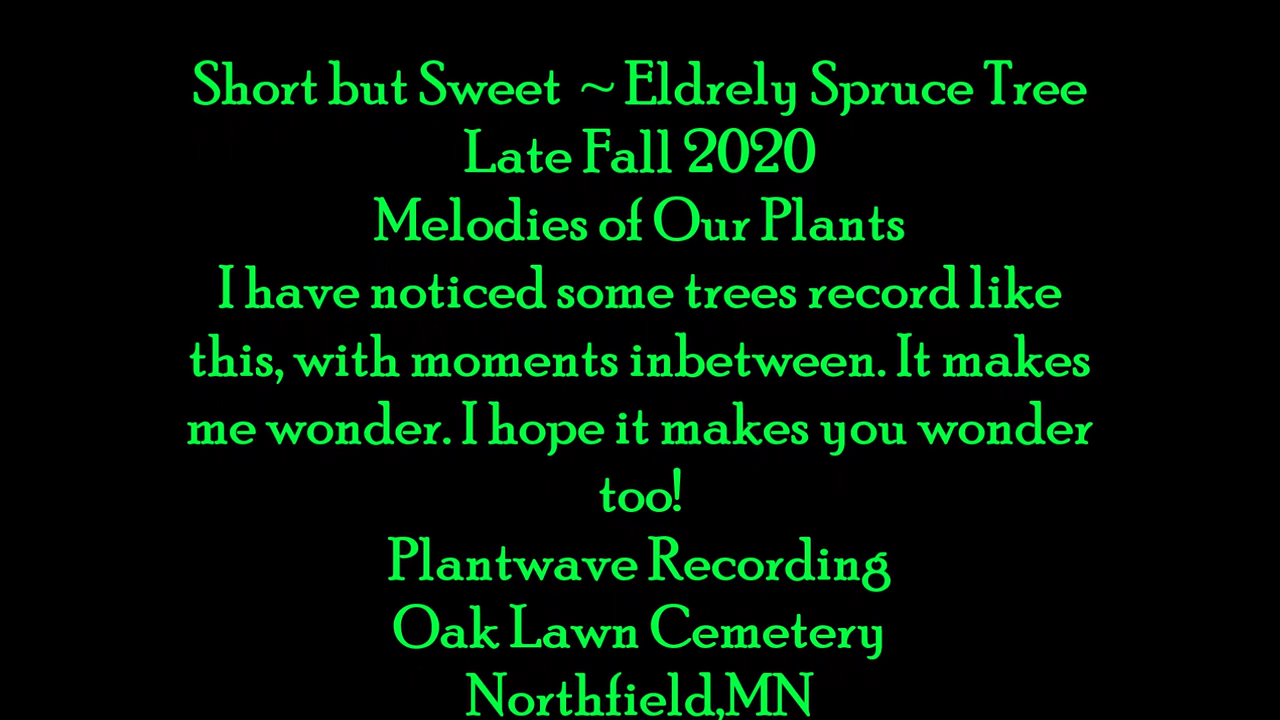 Short but Sweet ~ Eldrely Spruce Tree
Late Fall 2020
Melodies of Our Plants
I have noticed some trees record like
this, with moments inbetween. It makes
me wonder. I hope it makes you wonder
too!
Plantwave Recording
Oak Lawn Cemetery
Northfield,MN